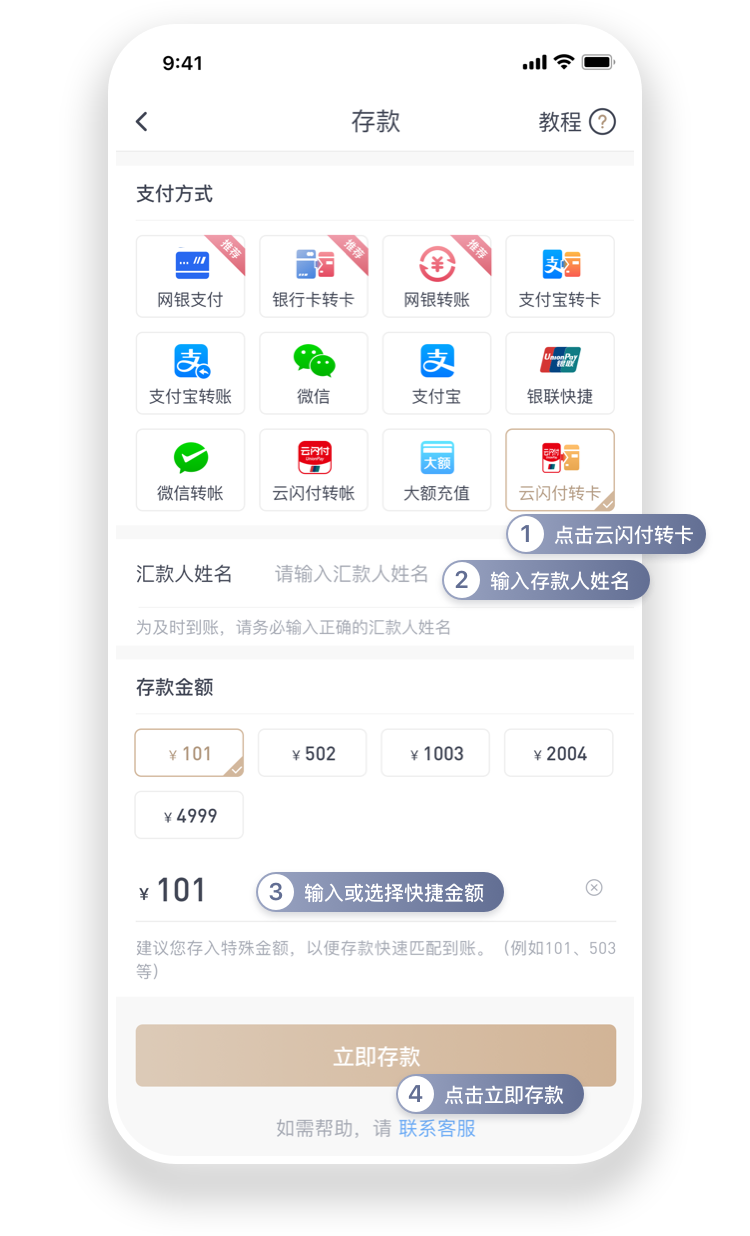 9:41
存款
教程 ?
支付方式
推荐
推荐
推荐
网银支付
银行卡转卡
网银转账
支付宝转卡
支付宝转账
微信
支付宝
UnionPay
银联
银联快捷
微信转帐
云闪付
UnionPay
云闪付转帐
大额
大额充值
云闪付
云闪付转卡
1 点击云闪付转卡
汇款人姓名 请输入汇款人姓名
2 输入存款人姓名
为及时到账，请务必输入正确的汇款人姓名
存款金额
¥ 101
¥ 502
¥ 1003
¥ 2004
¥ 4999
¥ 101
3 输入或选择快捷金额
建议您存入特殊金额，以便存款快速匹配到账。（例如101、503
等）
立即存款
4 点击立即存款
如需帮助，请 联系客服